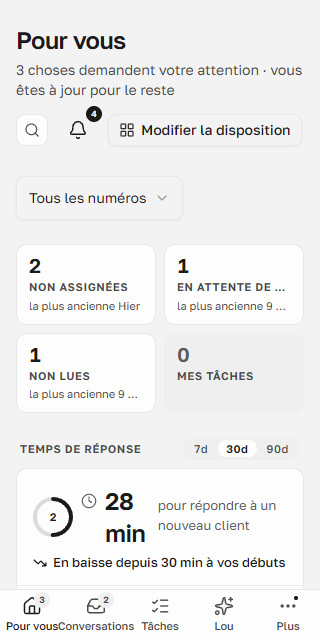 Pour vous
3 choses demandent votre attention · vous
êtes à jour pour le reste
4
Modifier la disposition
Tous les numéros
2
NON ASSIGNÉES
la plus ancienne Hier
1
EN ATTENTE DE ...
la plus ancienne 9 ...
1
NON LUES
la plus ancienne 9 ...
0
MES TÂCHES
TEMPS DE RÉPONSE
7d 30d 90d
2
28
min
pour répondre à un
nouveau client
En baisse depuis 30 min à vos débuts
3
2
Pour vous
Conversations
Tâches
Lou
Plus